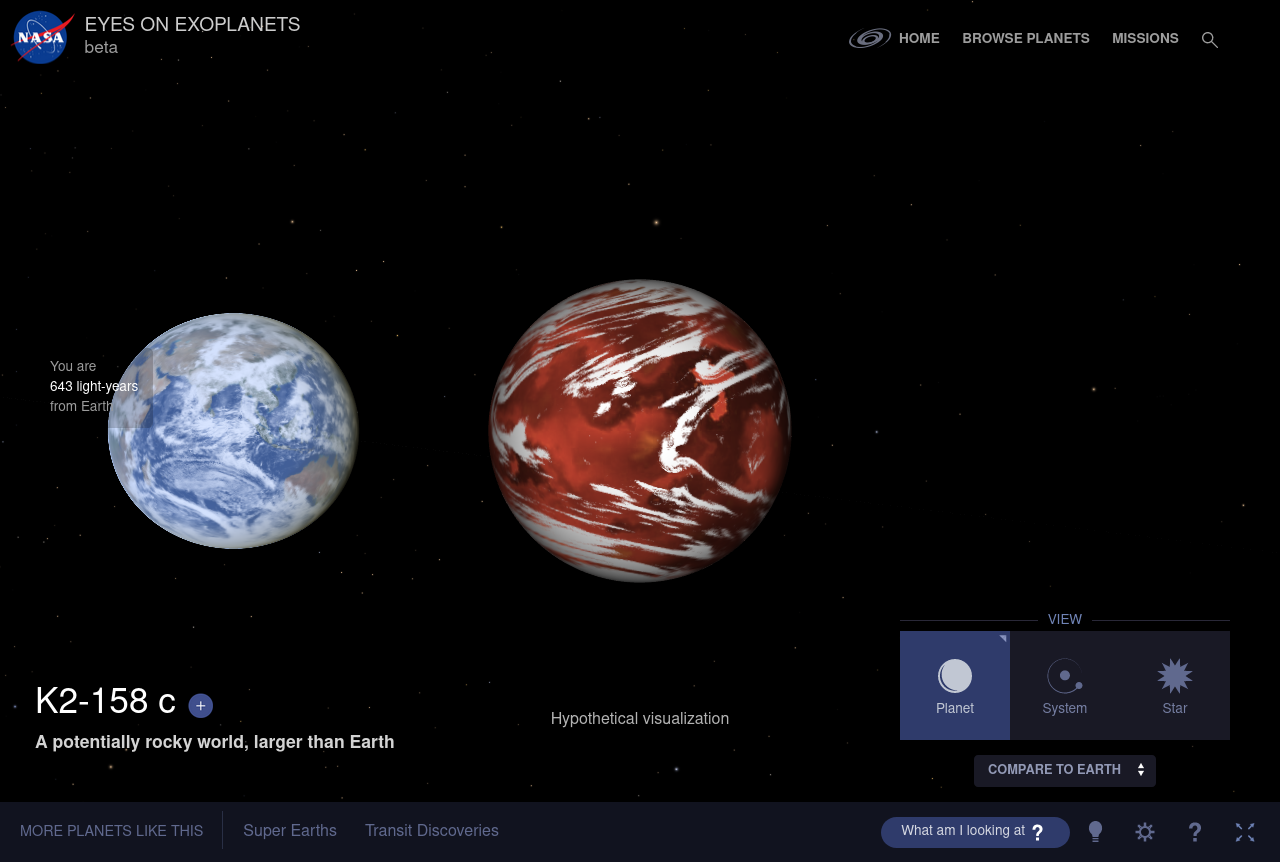 NASA
EYES ON EXOPLANETS
beta
HOME
BROWSE PLANETS
MISSIONS
You are
643 light-years
from Earth
K2-158 c +
A potentially rocky world, larger than Earth
Hypothetical visualization
VIEW
Planet
System
Star
COMPARE TO EARTH
MORE PLANETS LIKE THIS
Super Earths
Transit Discoveries
What am I looking at ?
?